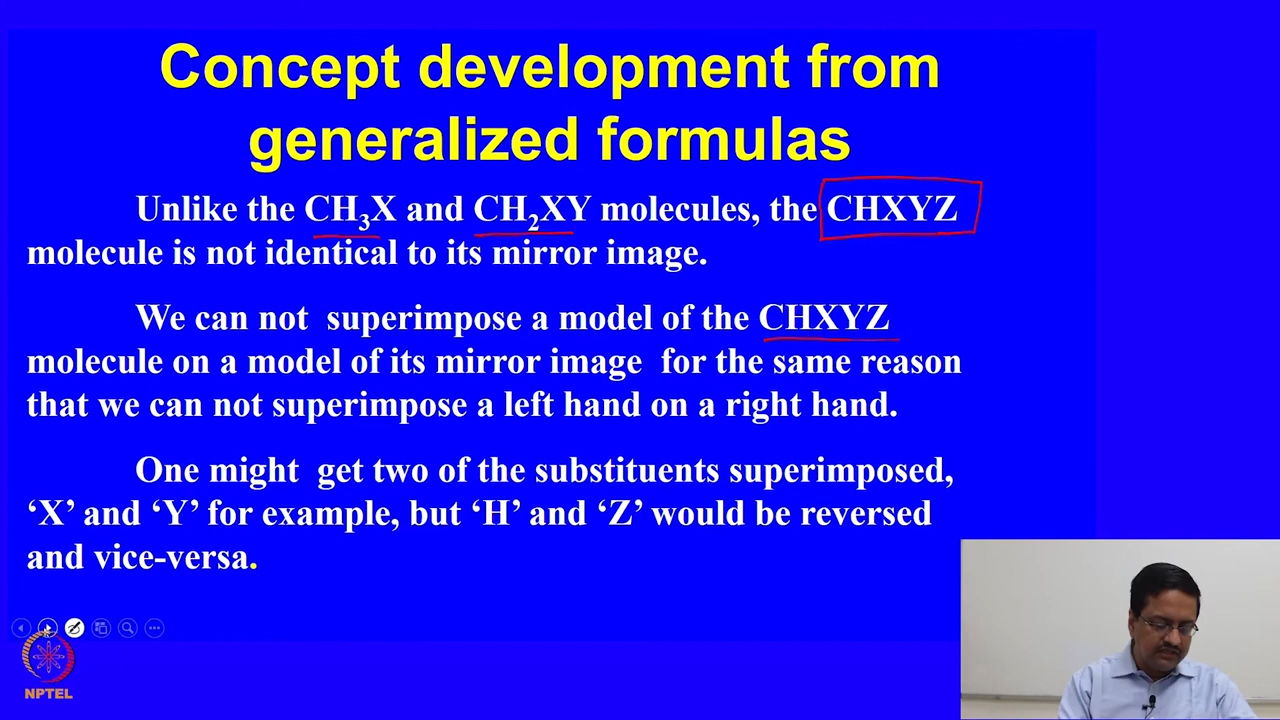 Concept development from
generalized formulas
Unlike the CH₃X and CH₂XY molecules, the CHXYZ
molecule is not identical to its mirror image.
We can not superimpose a model of the CHXYZ
molecule on a model of its mirror image for the same reason
that we can not superimpose a left hand on a right hand.
One might get two of the substituents superimposed,
‘X’ and ‘Y’ for example, but ‘H’ and ‘Z’ would be reversed
and vice-versa.
NPTEL